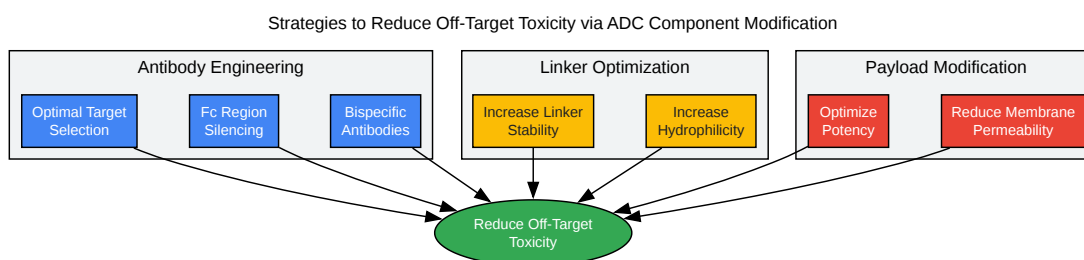 Strategies to Reduce Off-Target Toxicity via ADC Component Modification
Antibody Engineering
Optimal Target
Selection
Fc Region
Silencing
Bispecific
Antibodies
Linker Optimization
Increase Linker
Stability
Increase
Hydrophilicity
Payload Modification
Optimize
Potency
Reduce Membrane
Permeability
Reduce Off-Target
Toxicity